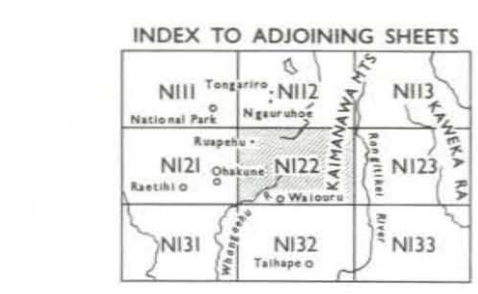 INDEX TO ADJOINING SHEETS
N111 Tongariro N112 KAIMANAWA MTS N113
National Park Ngauruhoe KAWEKA RA
Ruapehu
N121 Ohakune N122 Rangitikei River N123
Raetihi Waiouru
Whangaehu R
N131 N132 N133
Taihape